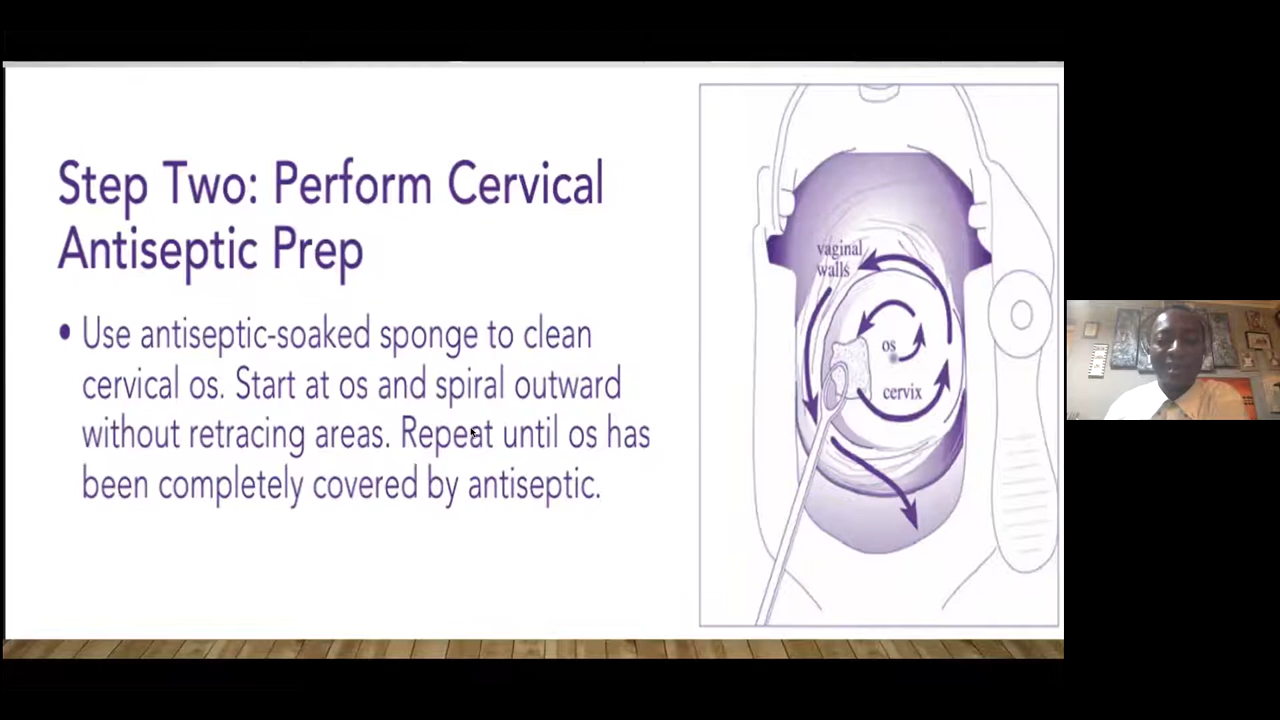 Step Two: Perform Cervical
Antiseptic Prep
• Use antiseptic-soaked sponge to clean
cervical os. Start at os and spiral outward
without retracing areas. Repeat until os has
been completely covered by antiseptic.
vaginal
walls
os
cervix